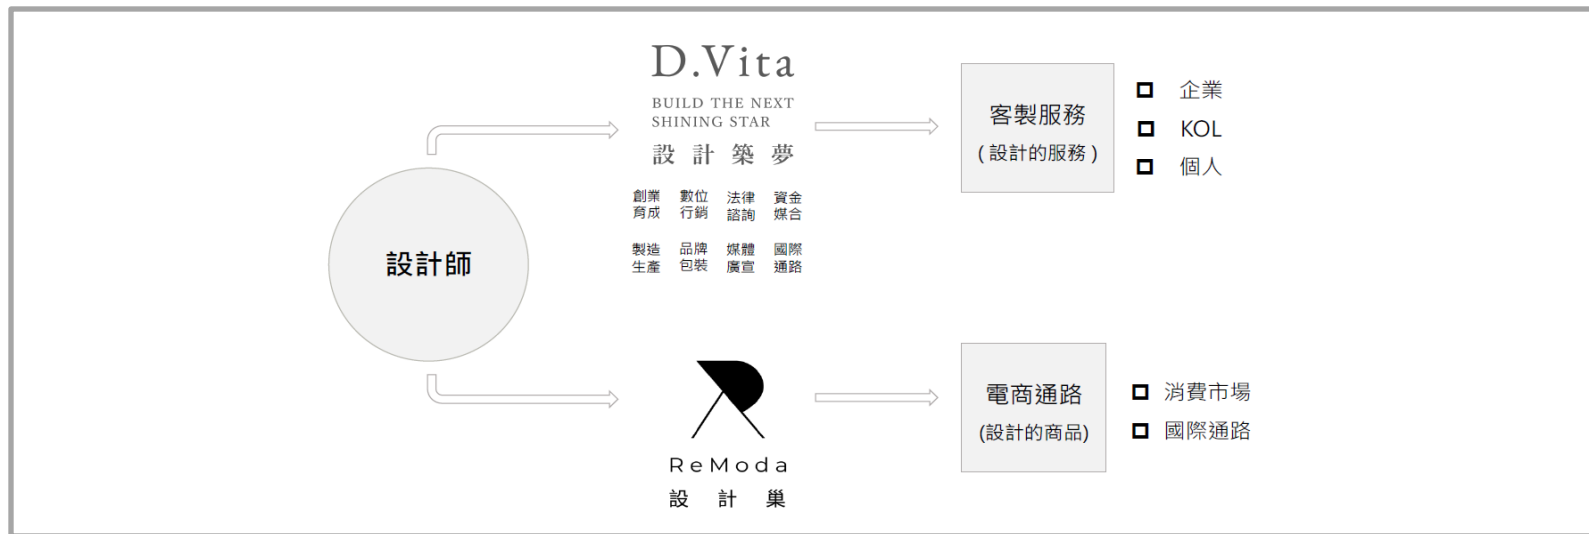 設計師
D.Vita
BUILD THE NEXT
SHINING STAR
設計築夢
創業 數位 法律 資金
育成 行銷 諮詢 媒合
製造 品牌 媒體 國際
生產 包裝 廣宣 通路
客製服務
(設計的服務)
企業
KOL
個人
ReModa
設計巢
電商通路
(設計的商品)
消費市場
國際通路